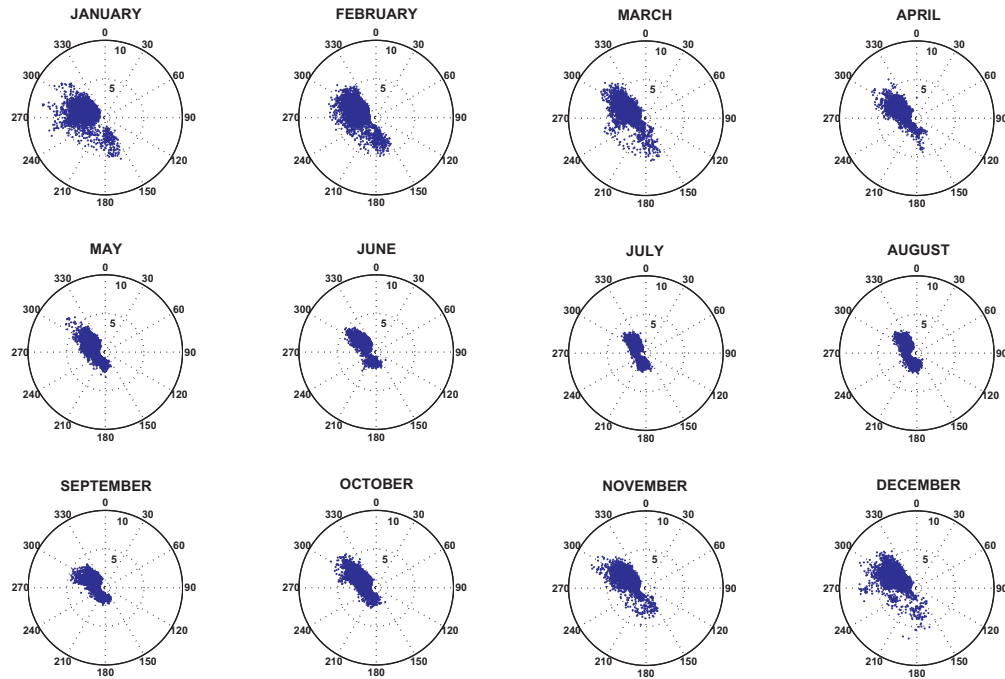 JANUARY FEBRUARY MARCH APRIL
0 0 0 0
330 10 30 330 10 30 330 10 30 330 10 30
300 5 60 300 5 60 300 5 60 300 5 60
270 90 270 90 270 90 270 90
240 120 240 120 240 120 240 120
210 150 210 150 210 150 210 150
180 180 180 180
MAY JUNE JULY AUGUST
0 0 0 0
330 10 30 330 10 30 330 10 30 330 10 30
300 5 60 300 5 60 300 5 60 300 5 60
270 90 270 90 270 90 270 90
240 120 240 120 240 120 240 120
210 150 210 150 210 150 210 150
180 180 180 180
SEPTEMBER OCTOBER NOVEMBER DECEMBER
0 0 0 0
330 10 30 330 10 30 330 10 30 330 10 30
300 5 60 300 5 60 300 5 60 300 5 60
270 90 270 90 270 90 270 90
240 120 240 120 240 120 240 120
210 150 210 150 210 150 210 150
180 180 180 180